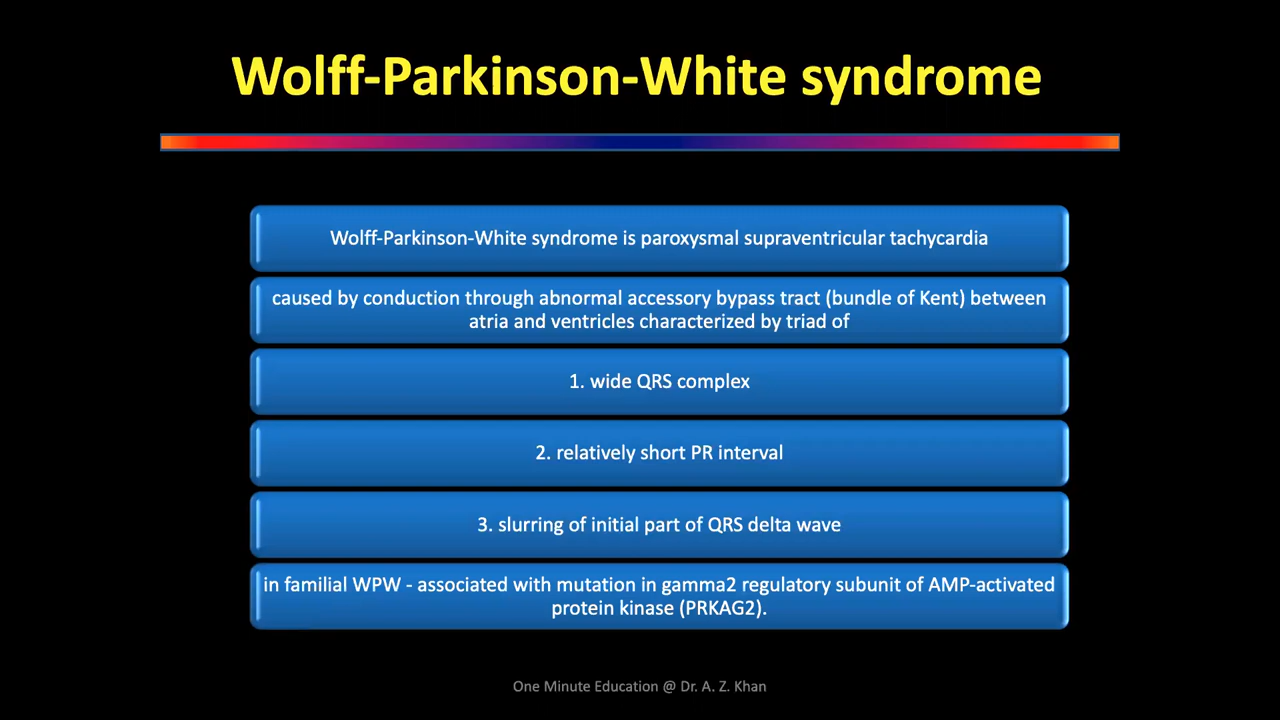 Wolff-Parkinson-White syndrome
Wolff-Parkinson-White syndrome is paroxysmal supraventricular tachycardia
caused by conduction through abnormal accessory bypass tract (bundle of Kent) between
atria and ventricles characterized by triad of
1. wide QRS complex
2. relatively short PR interval
3. slurring of initial part of QRS delta wave
in familial WPW - associated with mutation in gamma2 regulatory subunit of AMP-activated
protein kinase (PRKAG2).
One Minute Education @ Dr. A. Z. Khan